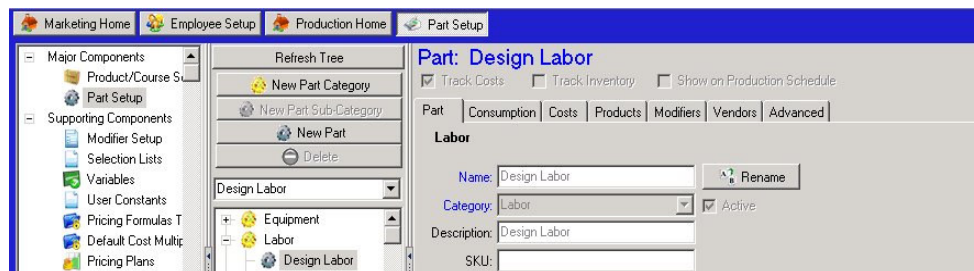 Marketing Home Employee Setup Production Home Part Setup
Major Components
Product/Course
Part Setup
Supporting Components
Modifier Setup
Selection Lists
Variables
User Constants
Pricing Formulas T
Default Cost Multip
Pricing Plans
Refresh Tree
New Part Category
New Part Sub-Category
New Part
Delete
Design Labor
Equipment
Labor
Design Labor
Part: Design Labor
Track Costs Track Inventory Show on Production Schedule
Part Consumption Costs Products Modifiers Vendors Advanced
Labor
Name: Design Labor Rename
Category: Labor Active
Description: Design Labor
SKU: